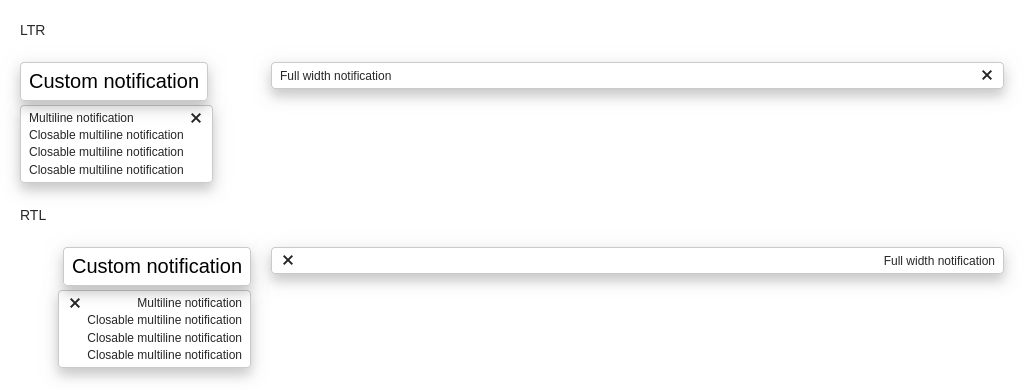 LTR
Custom notification
Full width notification
Multiline notification
Closable multiline notification
Closable multiline notification
Closable multiline notification
RTL
Custom notification
Full width notification
Multiline notification
Closable multiline notification
Closable multiline notification
Closable multiline notification